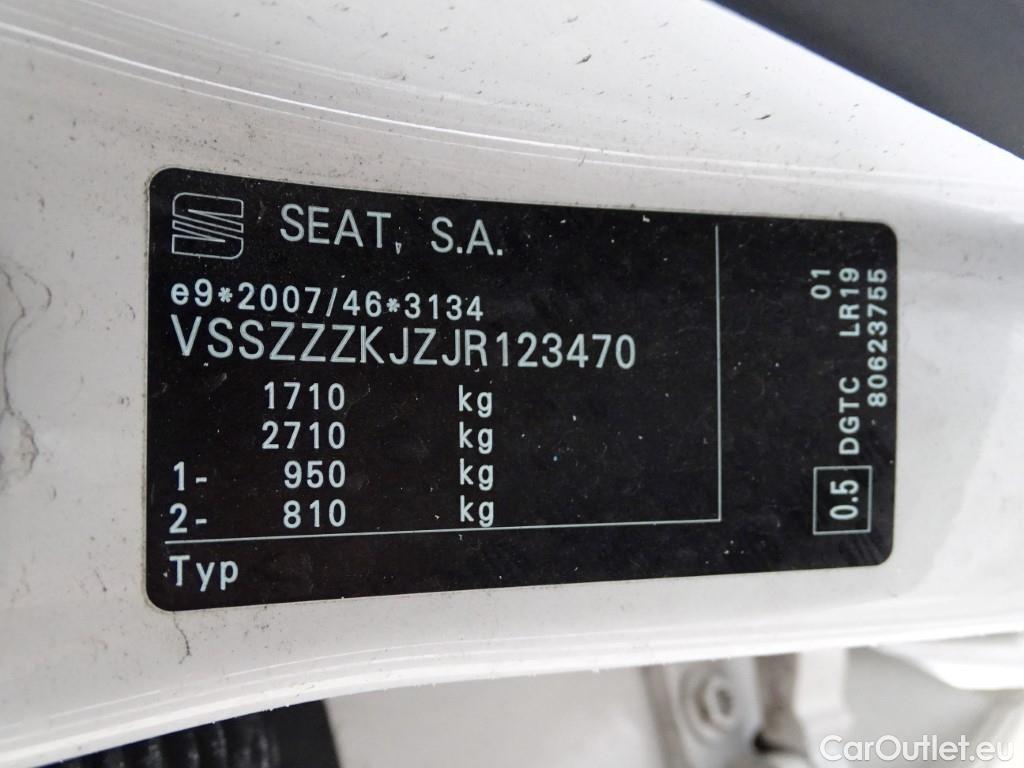 SEAT, S.A.
e9*2007/46*3134
VSSZZZKJZJR123470
1710 kg
2710 kg
1- 950 kg
2- 810 kg
Typ
01
0.5 DGTC LR19
80623755
CarOutlet.eu